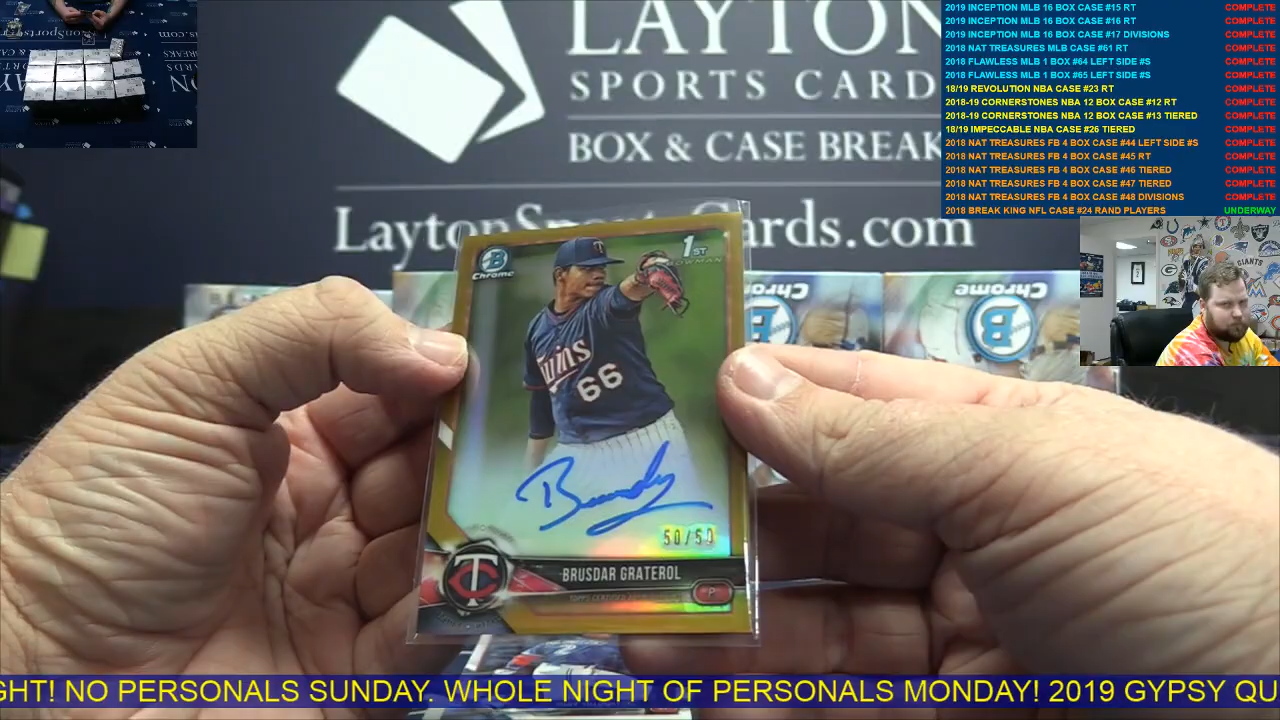 LAYTON
SPORTS CARD
BOX & CASE BREAK
LaytonSpor Cards.com
2019 INCEPTION MLB 16 BOX CASE #15 RT COMPLETE
2019 INCEPTION MLB 16 BOX CASE #16 RT COMPLETE
2019 INCEPTION MLB 16 BOX CASE #17 DIVISIONS COMPLETE
2018 NAT TREASURES MLB CASE #61 RT COMPLETE
2018 FLAWLESS MLB 1 BOX #64 LEFT SIDE #S COMPLETE
2018 FLAWLESS MLB 1 BOX #65 LEFT SIDE #S COMPLETE
18/19 REVOLUTION NBA CASE #23 RT COMPLETE
2018-19 CORNERSTONES NBA 12 BOX CASE #12 RT COMPLETE
2018-19 CORNERSTONES NBA 12 BOX CASE #13 TIERED COMPLETE
18/19 IMPECCABLE NBA CASE #26 TIERED COMPLETE
2018 NAT TREASURES FB 4 BOX CASE #44 LEFT SIDE #S COMPLETE
2018 NAT TREASURES FB 4 BOX CASE #45 RT COMPLETE
2018 NAT TREASURES FB 4 BOX CASE #46 TIERED COMPLETE
2018 NAT TREASURES FB 4 BOX CASE #47 TIERED COMPLETE
2018 NAT TREASURES FB 4 BOX CASE #48 DIVISIONS COMPLETE
2018 BREAK KING NFL CASE #24 RAND PLAYERS UNDERWAY
B
Chrome
1ST
BOWMAN
Twins
66
50/50
TC
BRUSDAR GRATEROL
P
Chrome
B
Chrome
B
GIANTS
GHT! NO PERSONALS SUNDAY. WHOLE NIGHT OF PERSONALS MONDAY! 2019 GYPSY QU